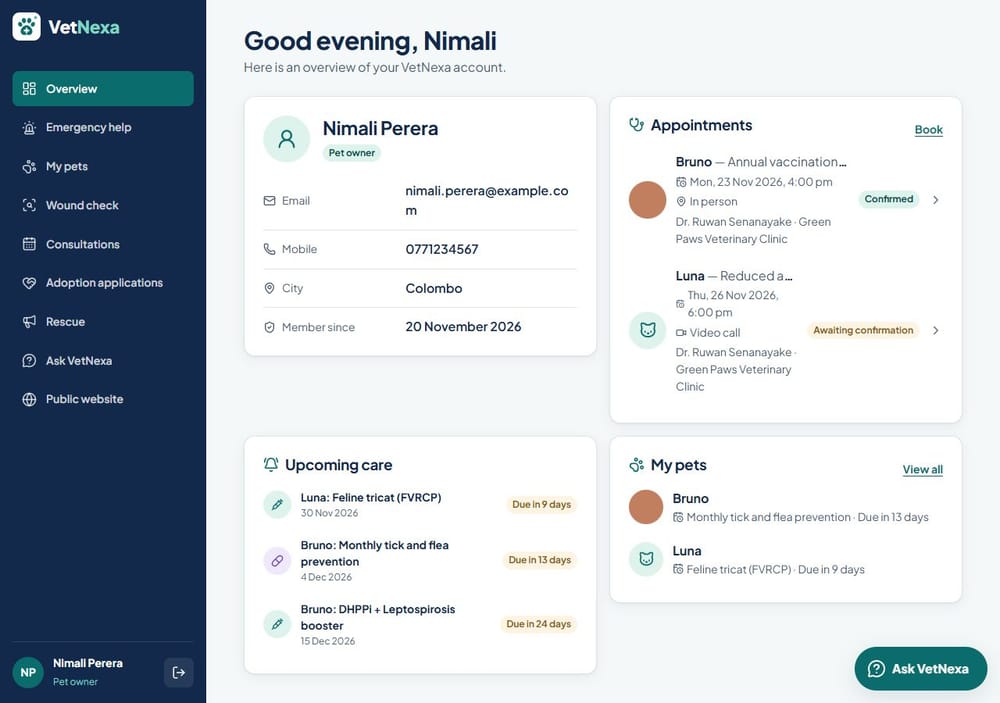 VetNexa
Overview
Emergency help
My pets
Wound check
Consultations
Adoption applications
Rescue
Ask VetNexa
Public website
NP
Nimali Perera
Pet owner
Good evening, Nimali
Here is an overview of your VetNexa account.
Nimali Perera
Pet owner
Email
nimali.perera@example.co
m
Mobile
0771234567
City
Colombo
Member since
20 November 2026
Appointments
Book
Bruno — Annual vaccination...
Mon, 23 Nov 2026, 4:00 pm
In person
Dr. Ruwan Senanayake · Green
Paws Veterinary Clinic
Confirmed
Luna — Reduced a...
Thu, 26 Nov 2026,
6:00 pm
Video call
Dr. Ruwan Senanayake ·
Green Paws Veterinary
Clinic
Awaiting confirmation
Upcoming care
Luna: Feline tricat (FVRCP)
30 Nov 2026
Due in 9 days
Bruno: Monthly tick and flea
prevention
4 Dec 2026
Due in 13 days
Bruno: DHPPi + Leptospirosis
booster
15 Dec 2026
Due in 24 days
My pets
View all
Bruno
Monthly tick and flea prevention · Due in 13 days
Luna
Feline tricat (FVRCP) · Due in 9 days
Ask VetNexa